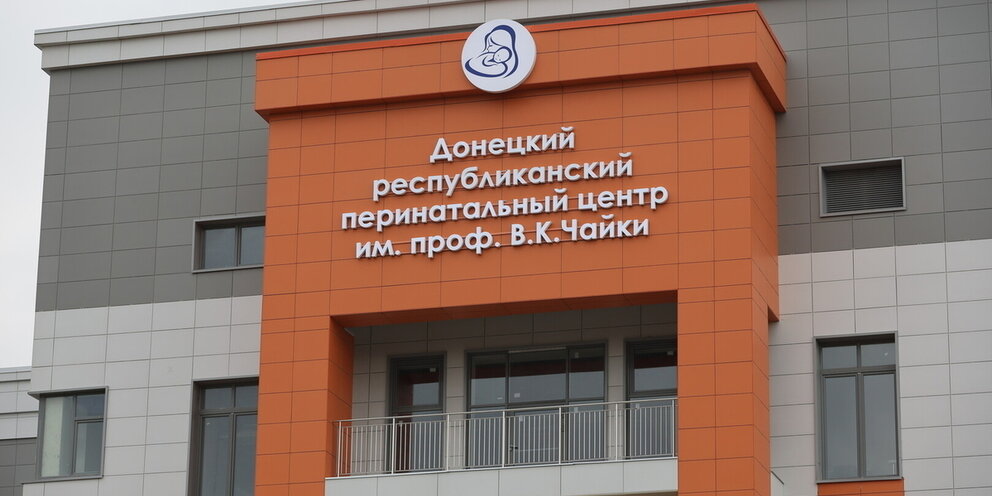 Донецкий
республиканский
перинатальный центр
им. проф. В.К.Чайки